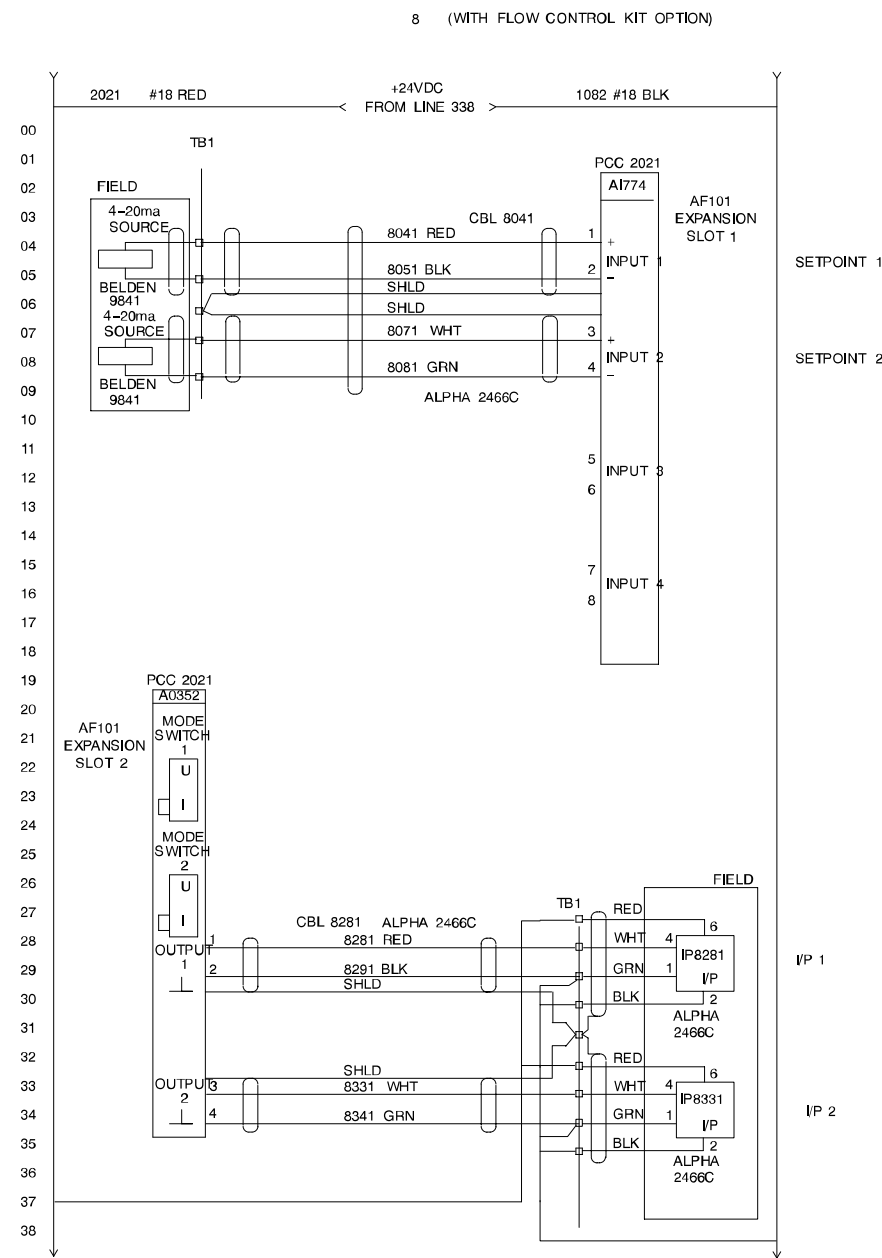 8 (WITH FLOW CONTROL KIT OPTION)
2021 #18 RED
+24VDC
FROM LINE 338
1082 #18 BLK
00
01
02
03
04
05
06
07
08
09
10
11
12
13
14
15
16
17
18
19
20
21
22
23
24
25
26
27
28
29
30
31
32
33
34
35
36
37
38
TB1
FIELD
4-20ma
SOURCE
BELDEN
9841
4-20ma
SOURCE
BELDEN
9841
CBL 8041
8041 RED
8051 BLK
SHLD
SHLD
8071 WHT
8081 GRN
ALPHA 2466C
PCC 2021
AI774
1
+
INPUT 1
2
-
3
+
INPUT 2
4
-
5
INPUT 3
6
7
INPUT 4
8
AF101
EXPANSION
SLOT 1
SETPOINT 1
SETPOINT 2
PCC 2021
A0352
AF101
EXPANSION
SLOT 2
MODE
SWITCH
1
U
I
MODE
SWITCH
2
U
I
OUTPUT
1
1
2
OUTPUT
2
3
4
CBL 8281 ALPHA 2466C
8281 RED
8291 BLK
SHLD
SHLD
8331 WHT
8341 GRN
TB1
FIELD
RED
WHT
GRN
BLK
6
4
1
2
IP8281
I/P
ALPHA
2466C
I/P 1
RED
WHT
GRN
BLK
6
4
1
2
IP8331
I/P
ALPHA
2466C
I/P 2